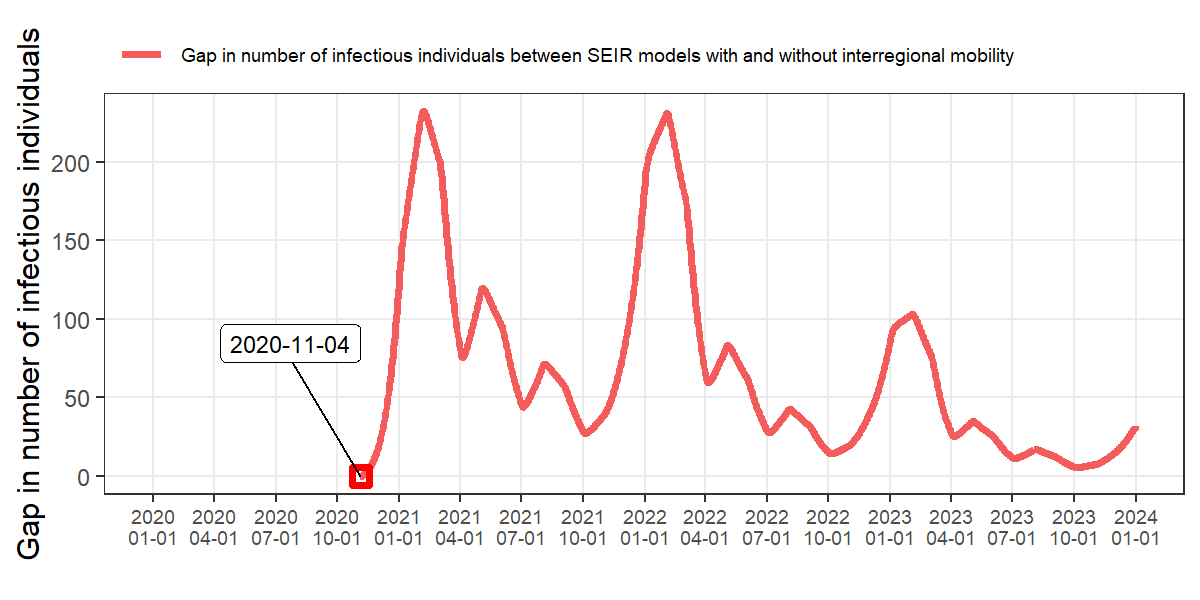 Gap in number of infectious individuals between SEIR models with and without interregional mobility
Gap in number of infectious individuals
200
150
100
50
0
2020-11-04
2020 2020 2020 2020 2021 2021 2021 2021 2022 2022 2022 2022 2023 2023 2023 2023 2024
01-01 04-01 07-01 10-01 01-01 04-01 07-01 10-01 01-01 04-01 07-01 10-01 01-01 04-01 07-01 10-01 01-01